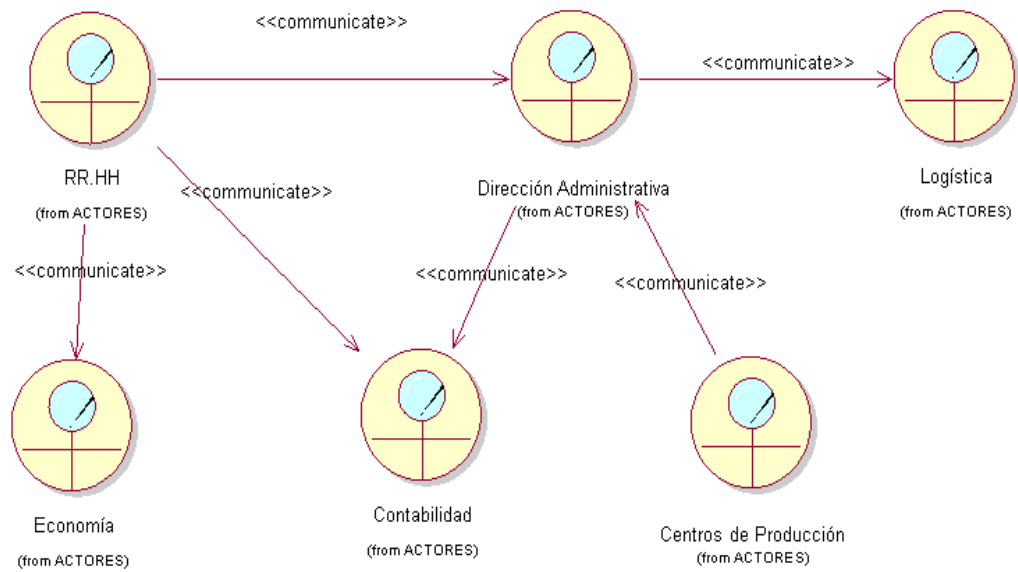 <<communicate>>
<<communicate>>
RR.HH
(from ACTORES)
Dirección Administrativa
(from ACTORES)
Logística
(from ACTORES)
<<communicate>>
<<communicate>>
<<communicate>>
<<communicate>>
Economía
(from ACTORES)
Contabilidad
(from ACTORES)
Centros de Producción
(from ACTORES)